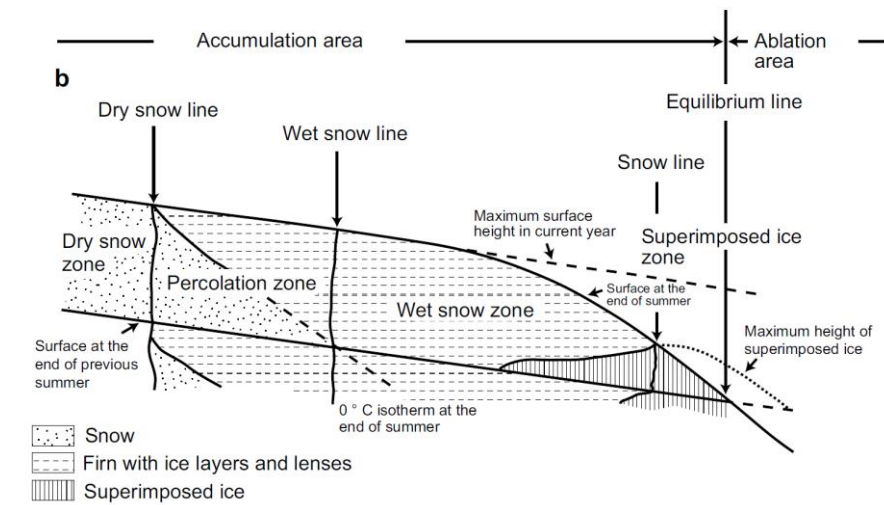 Accumulation area
Ablation
area
b
Equilibrium line
Dry snow line
Wet snow line
Snow line
Maximum surface
height in current year
Superimposed ice
zone
Dry snow
zone
Percolation zone
Surface at the
end of summer
Wet snow zone
Maximum height of
superimposed ice
Surface at the
end of previous
summer
0 ° C isotherm at the
end of summer
Snow
Firn with ice layers and lenses
Superimposed ice